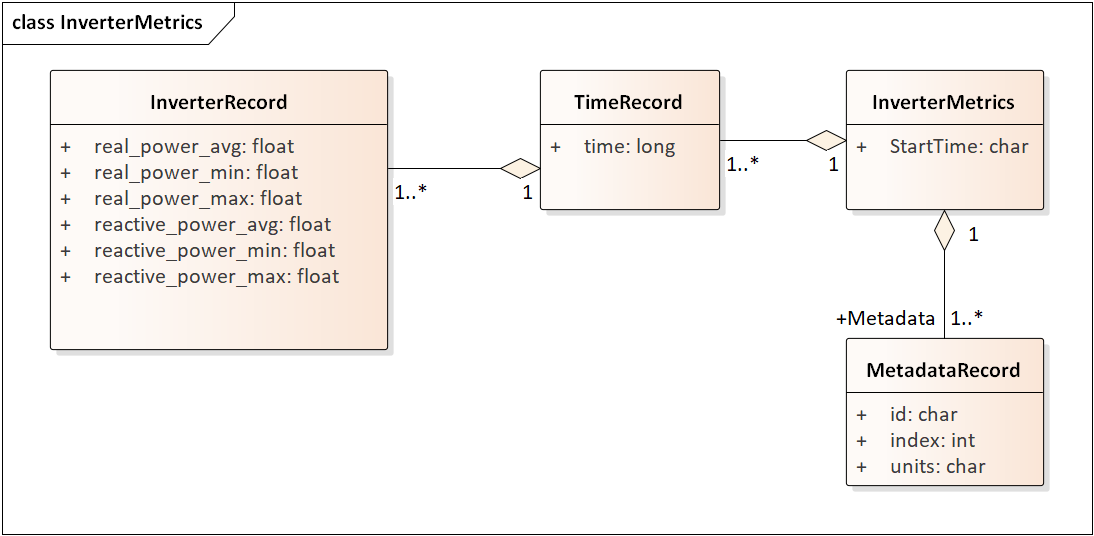 class InverterMetrics
InverterRecord
+ real_power_avg: float
+ real_power_min: float
+ real_power_max: float
+ reactive_power_avg: float
+ reactive_power_min: float
+ reactive_power_max: float
1..*
1
TimeRecord
+ time: long
1..*
1
InverterMetrics
+ StartTime: char
1
+Metadata
1..*
MetadataRecord
+ id: char
+ index: int
+ units: char